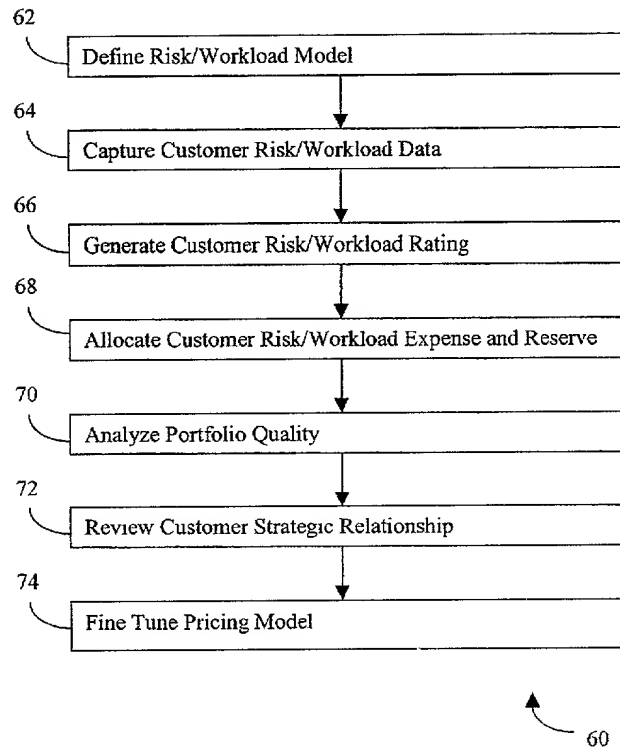 62
Define Risk/Workload Model
64
Capture Customer Risk/Workload Data
66
Generate Customer Risk/Workload Rating
68
Allocate Customer Risk/Workload Expense and Reserve
70
Analyze Portfolio Quality
72
Review Customer Strategic Relationship
74
Fine Tune Pricing Model
60